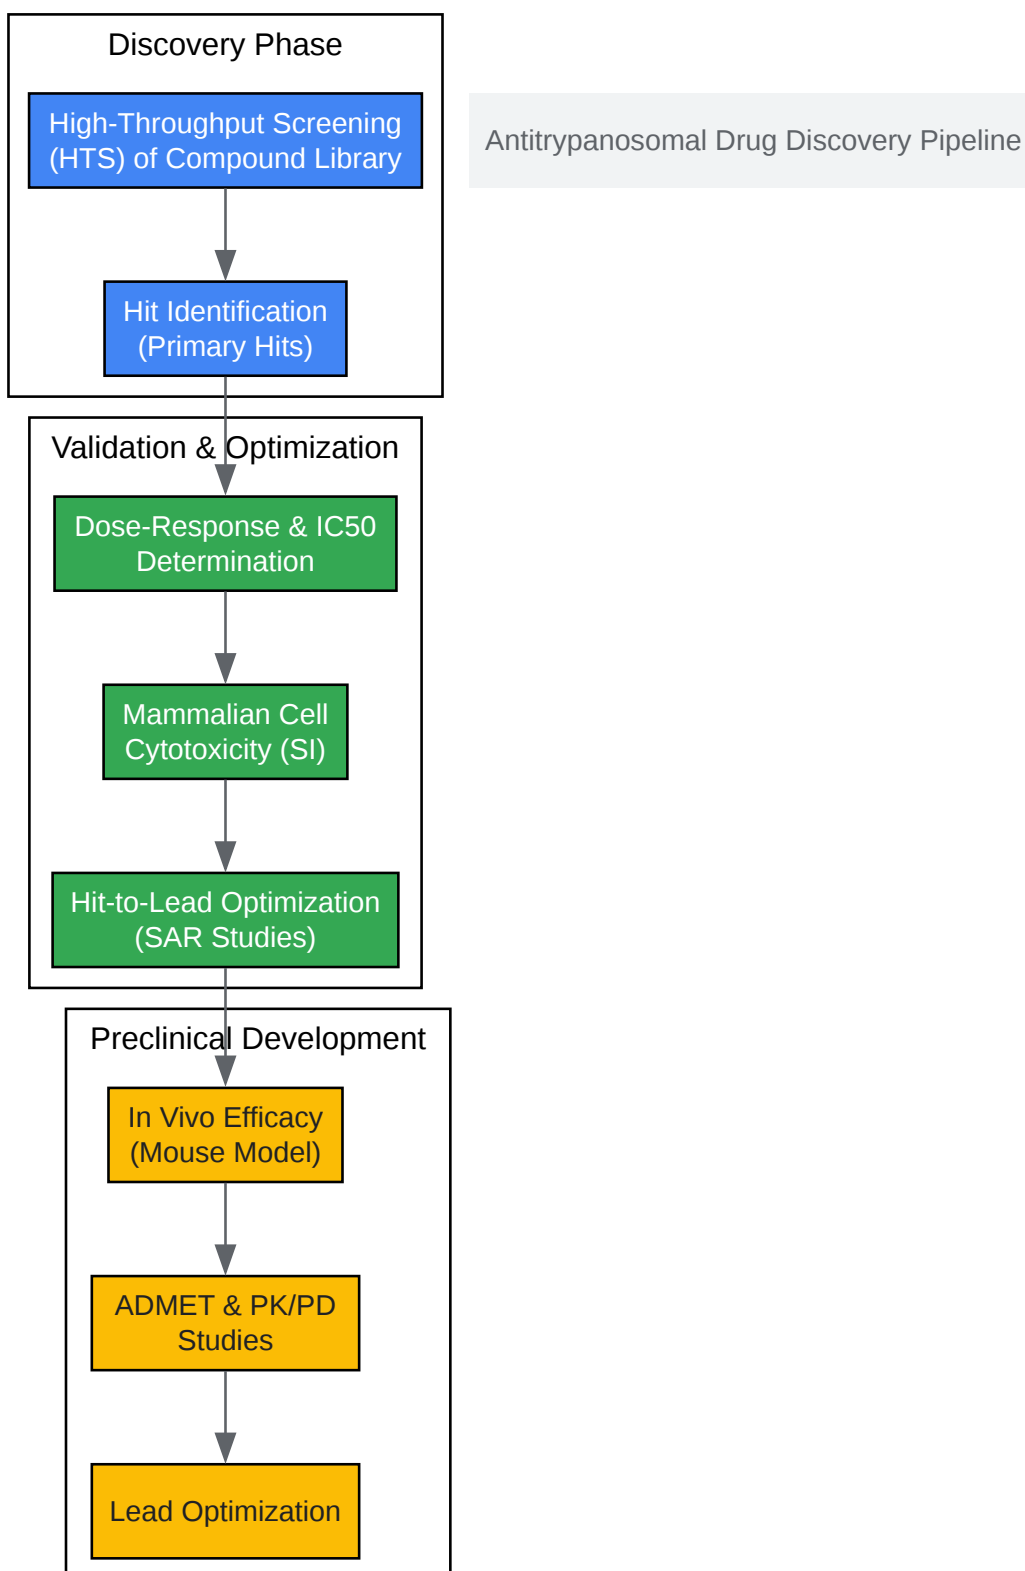 Discovery Phase
High-Throughput Screening
(HTS) of Compound Library
Antitrypanosomal Drug Discovery Pipeline
Hit Identification
(Primary Hits)
Validation & Optimization
Dose-Response & IC50
Determination
Mammalian Cell
Cytotoxicity (SI)
Hit-to-Lead Optimization
(SAR Studies)
Preclinical Development
In Vivo Efficacy
(Mouse Model)
ADMET & PK/PD
Studies
Lead Optimization